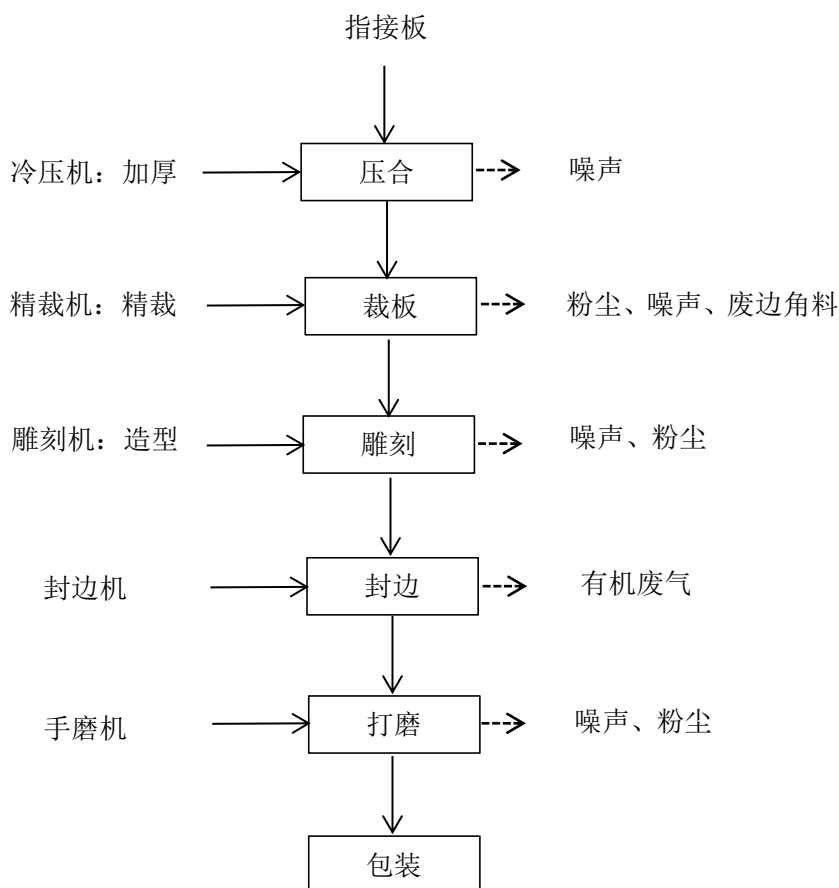 指接板
冷压机：加厚 压合 噪声
精裁机：精裁 裁板 粉尘、噪声、废边角料
雕刻机：造型 雕刻 噪声、粉尘
封边机 封边 有机废气
手磨机 打磨 噪声、粉尘
包装